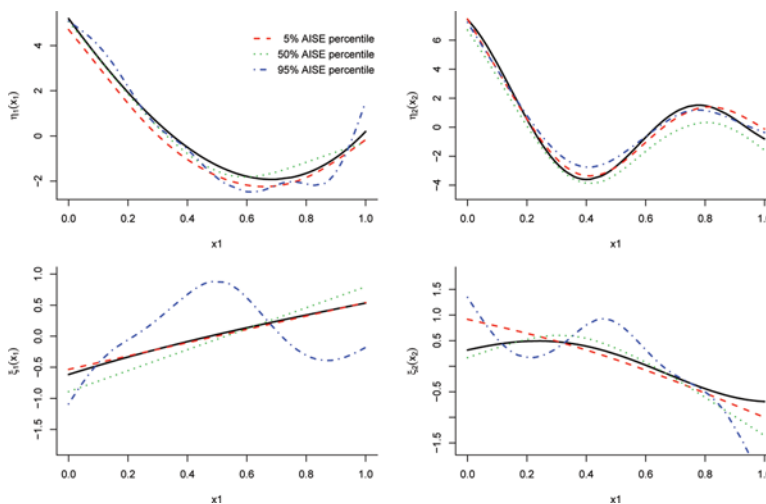 η₁(x₁)
4
2
0
−2
5% AISE percentile
50% AISE percentile
95% AISE percentile
0.0 0.2 0.4 0.6 0.8 1.0
x1
η₂(x₂)
6
4
2
0
−2
−4
0.0 0.2 0.4 0.6 0.8 1.0
x1
ξ₁(x₁)
1.0
0.5
0.0
−0.5
−1.0
−1.5
0.0 0.2 0.4 0.6 0.8 1.0
x1
ξ₂(x₂)
1.5
0.5
−0.5
−1.5
0.0 0.2 0.4 0.6 0.8 1.0
x1